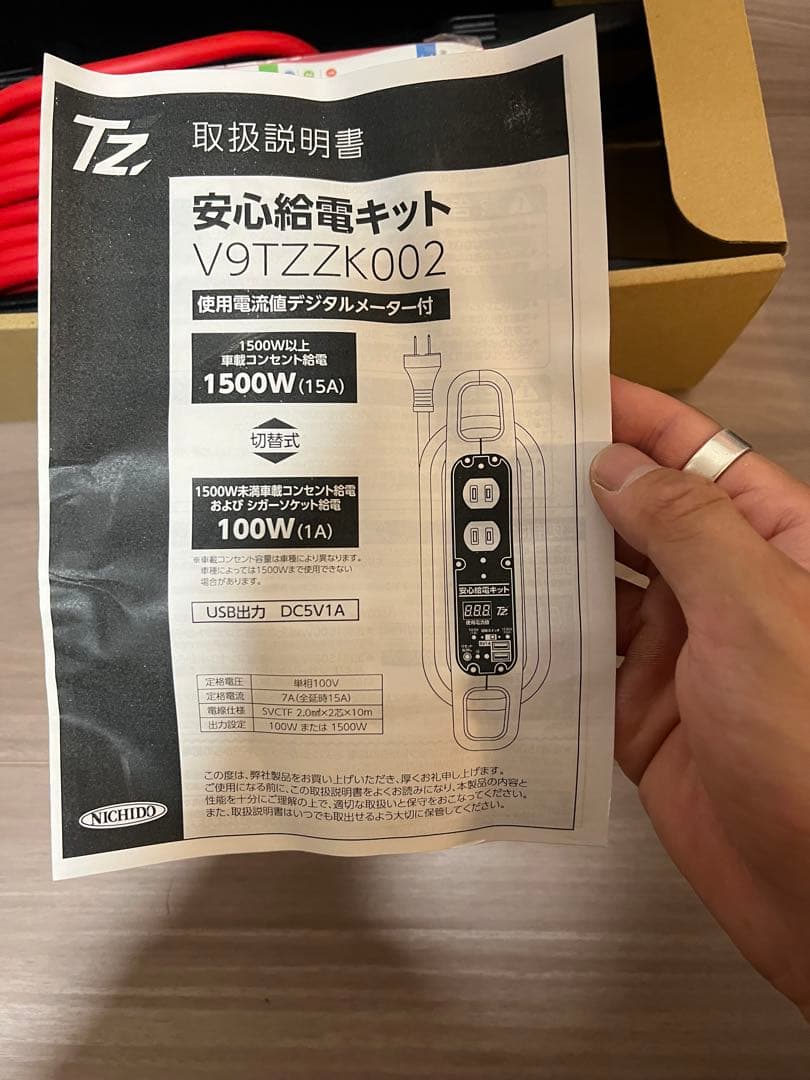 TZ
取扱説明書
安心給電キット
V9TZZK002
使用電流値デジタルメーター付
1500W以上
車載コンセント給電
1500W(15A)
切替式
1500W未満車載コンセント給電
および シガーソケット給電
100W(1A)
※車載コンセント容量は車種により異なります。
車種によっては1500Wまで使用できない
場合があります。
USB出力 DC5V1A
安心給電キット
8.8.8.
TZ
使用電流値
定格電圧 単相100V
定格電流 7A(全延時15A)
電線仕様 SVCTF 2.0㎟×2芯×10m
出力設定 100W または 1500W
この度は、弊社製品をお買い上げいただき、厚くお礼申し上げます。
ご使用になる前に、この取扱説明書をよくお読みになり、本製品の内容と
性能を十分にご理解の上で、適切な取扱いと保守をおこなってください。
また、取扱説明書はいつでも取出せるよう大切に保管してください。
NICHIDO